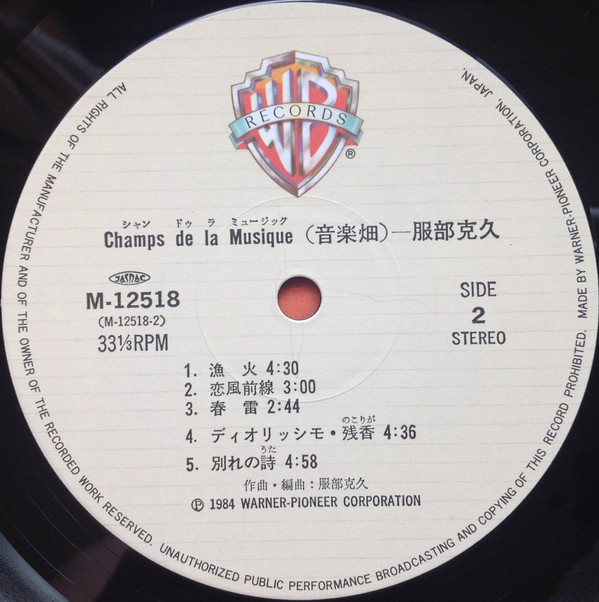 WB
RECORDS
®
シャン ドゥ ラ ミュージック
Champs de la Musique (音楽畑)—服部克久
JASRAC
M-12518
(M-12518-2)
33⅓RPM
SIDE
2
STEREO
1. 漁 火 4:30
2. 恋風前線 3:00
3. 春 雷 2:44
のこりが
4. ディオリッシモ・残香 4:36
うた
5. 別れの詩 4:58
作曲・編曲:服部克久
Ⓟ 1984 WARNER-PIONEER CORPORATION
ALL RIGHTS OF THE MANUFACTURER AND OF THE OWNER OF THE RECORDED WORK RESERVED. UNAUTHORIZED PUBLIC PERFORMANCE BROADCASTING AND COPYING OF THIS RECORD PROHIBITED. MADE BY WARNER-PIONEER CORPORATION, JAPAN.